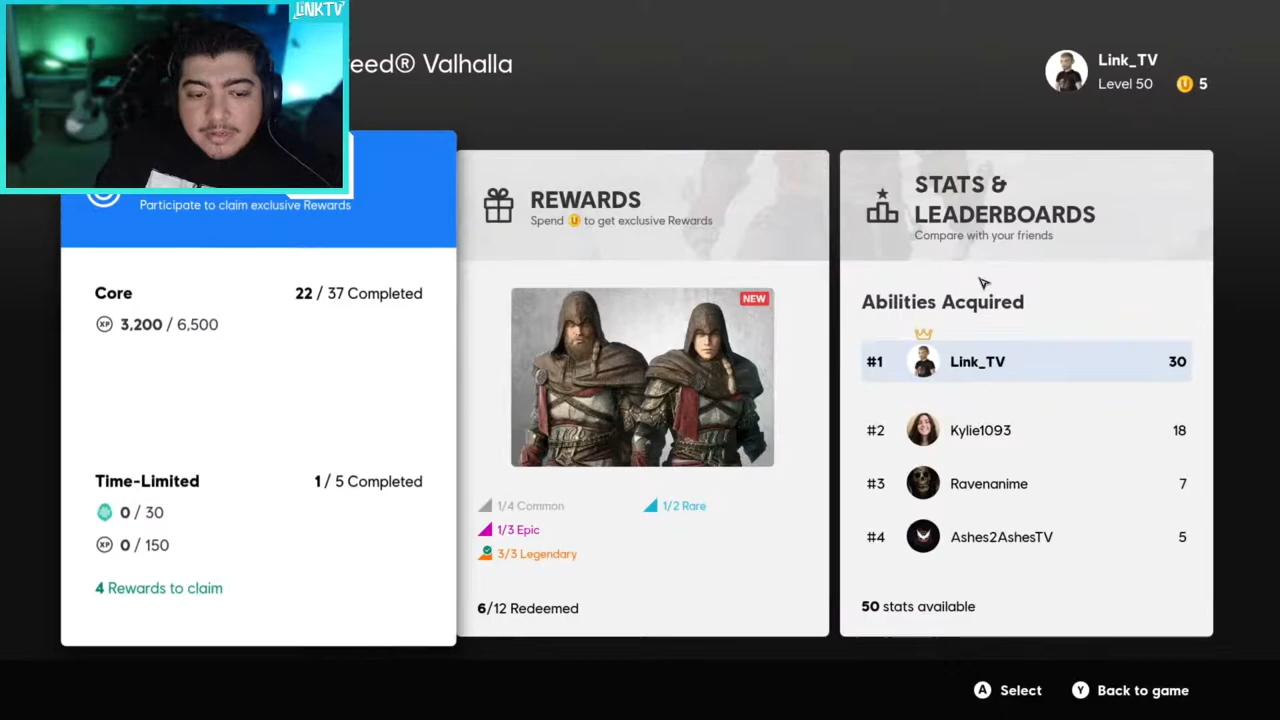 LINKTV
eed® Valhalla
Link_TV
Level 50
5
Participate to claim exclusive Rewards
Core
22 / 37 Completed
XP 3,200 / 6,500
Time-Limited
1 / 5 Completed
0 / 30
XP 0 / 150
4 Rewards to claim
REWARDS
Spend U to get exclusive Rewards
NEW
1/4 Common
1/2 Rare
1/3 Epic
3/3 Legendary
6/12 Redeemed
STATS &
LEADERBOARDS
Compare with your friends
Abilities Acquired
#1 Link_TV 30
#2 Kylie1093 18
#3 Ravenanime 7
#4 Ashes2AshesTV 5
50 stats available
A Select
Y Back to game